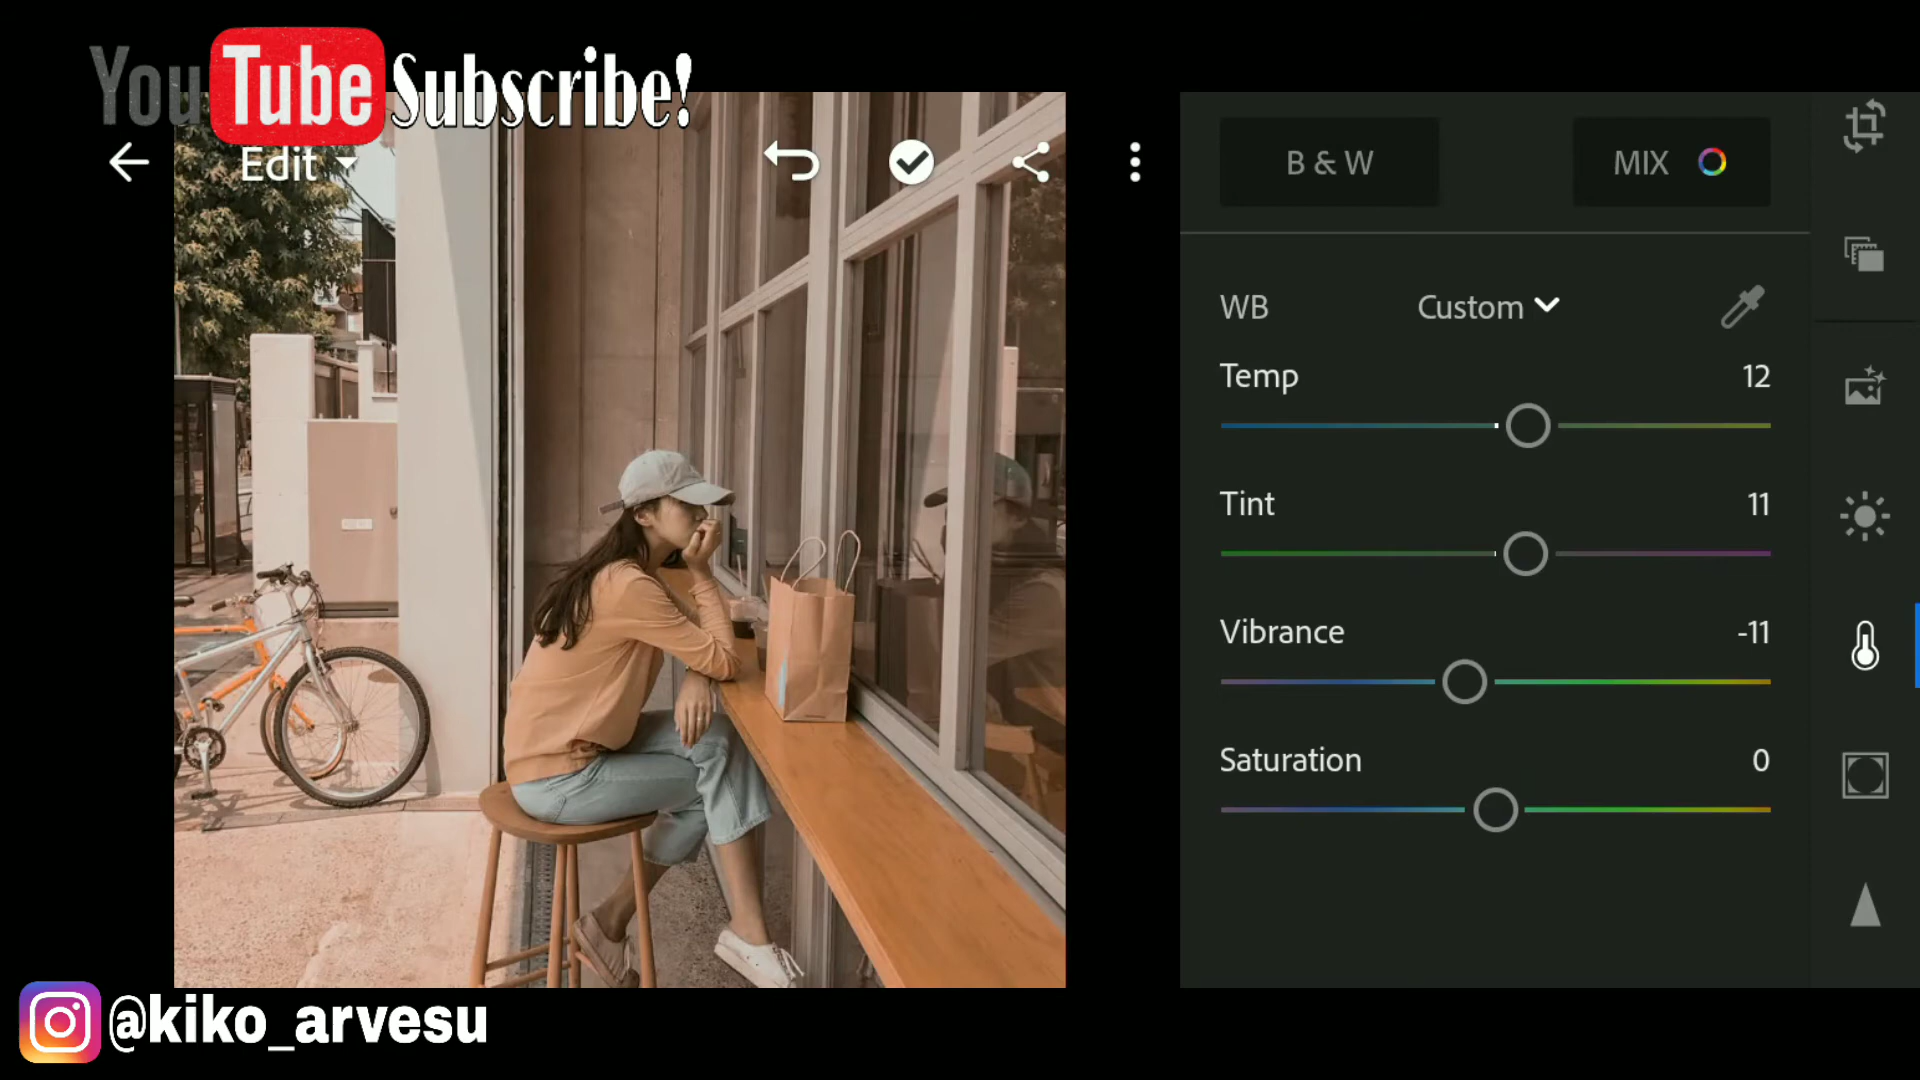 YouTube Subscribe!
Edit
B & W
MIX
WB
Custom
Temp
12
Tint
11
Vibrance
-11
Saturation
0
@kiko_arvesu